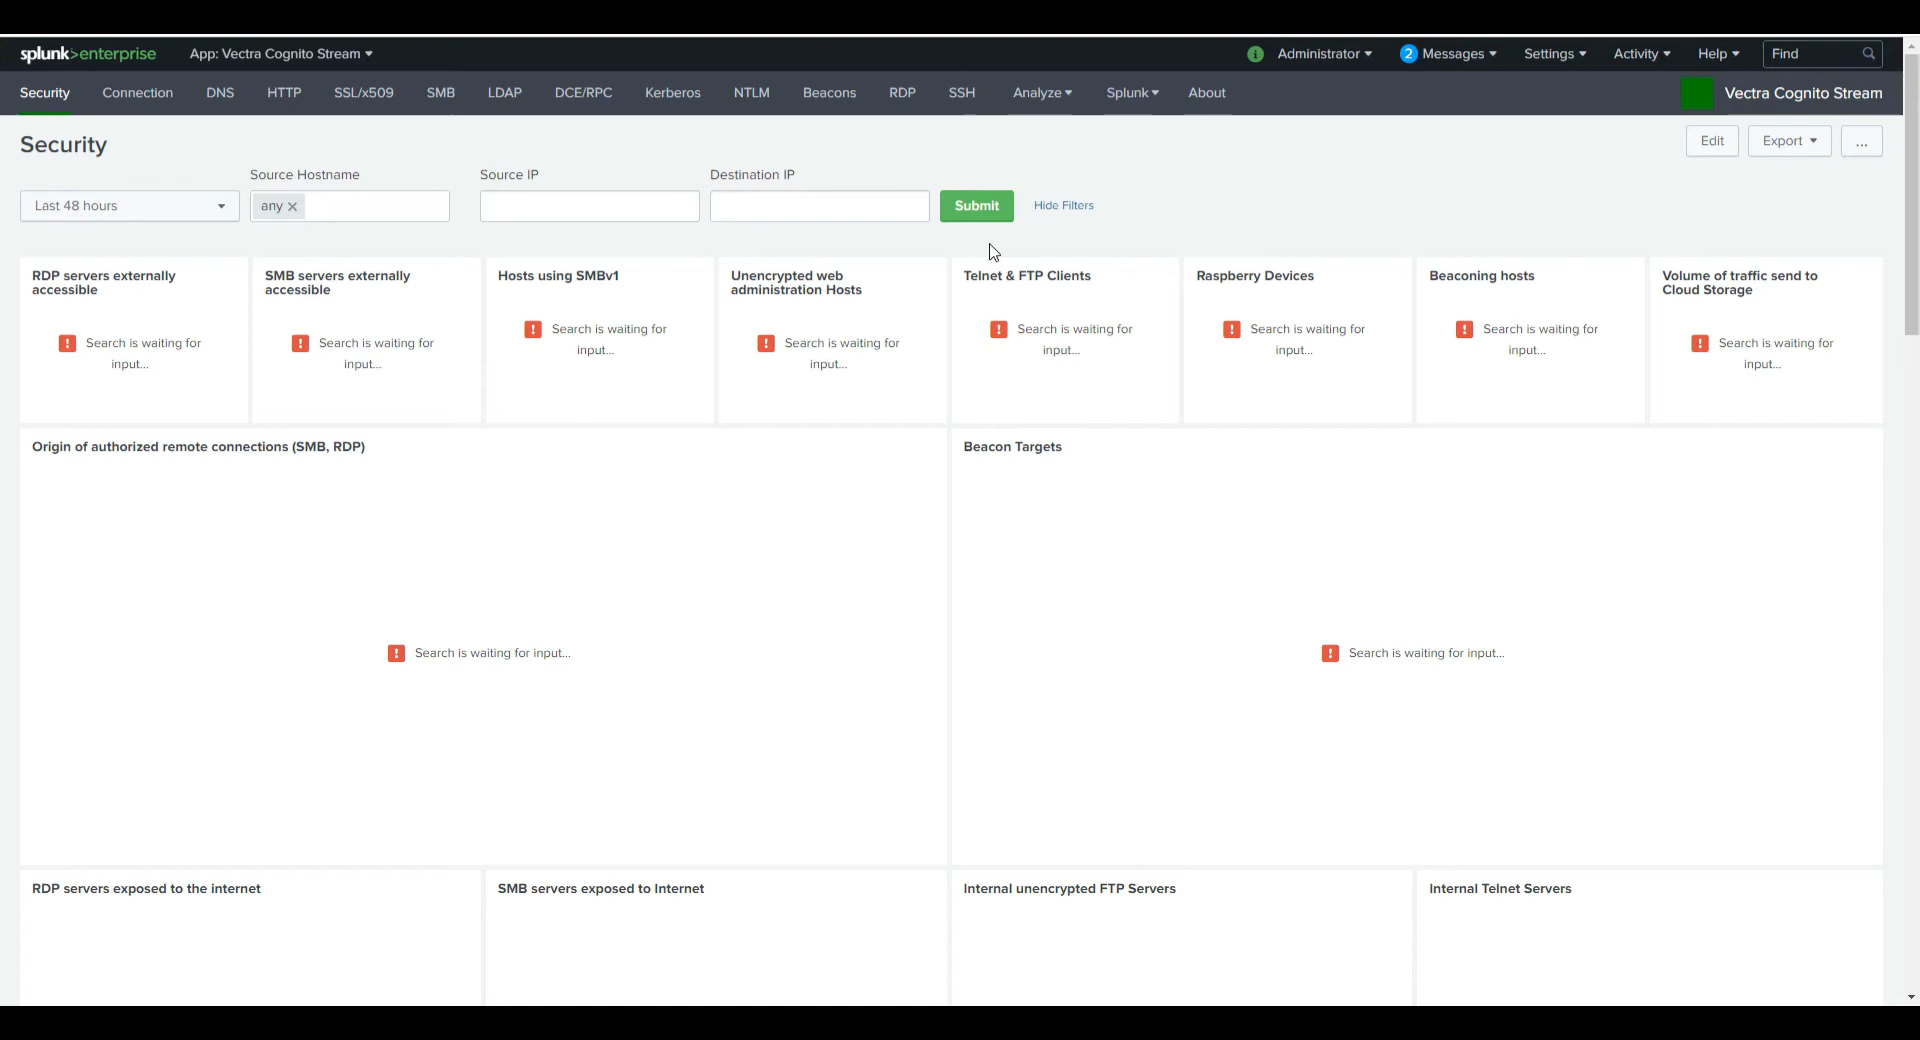 splunk>enterprise App: Vectra Cognito Stream i Administrator 2 Messages Settings Activity Help Find
Security Connection DNS HTTP SSL/x509 SMB LDAP DCE/RPC Kerberos NTLM Beacons RDP SSH Analyze Splunk About Vectra Cognito Stream
Security
Edit Export ...
Source Hostname Source IP Destination IP
Last 48 hours any Submit Hide Filters
RDP servers externally
accessible
! Search is waiting for
input...
SMB servers externally
accessible
! Search is waiting for
input...
Hosts using SMBv1
! Search is waiting for
input...
Unencrypted web
administration Hosts
! Search is waiting for
input...
Telnet & FTP Clients
! Search is waiting for
input...
Raspberry Devices
! Search is waiting for
input...
Beaconing hosts
! Search is waiting for
input...
Volume of traffic send to
Cloud Storage
! Search is waiting for
input...
Origin of authorized remote connections (SMB, RDP)
! Search is waiting for input...
Beacon Targets
! Search is waiting for input...
RDP servers exposed to the internet
SMB servers exposed to Internet
Internal unencrypted FTP Servers
Internal Telnet Servers